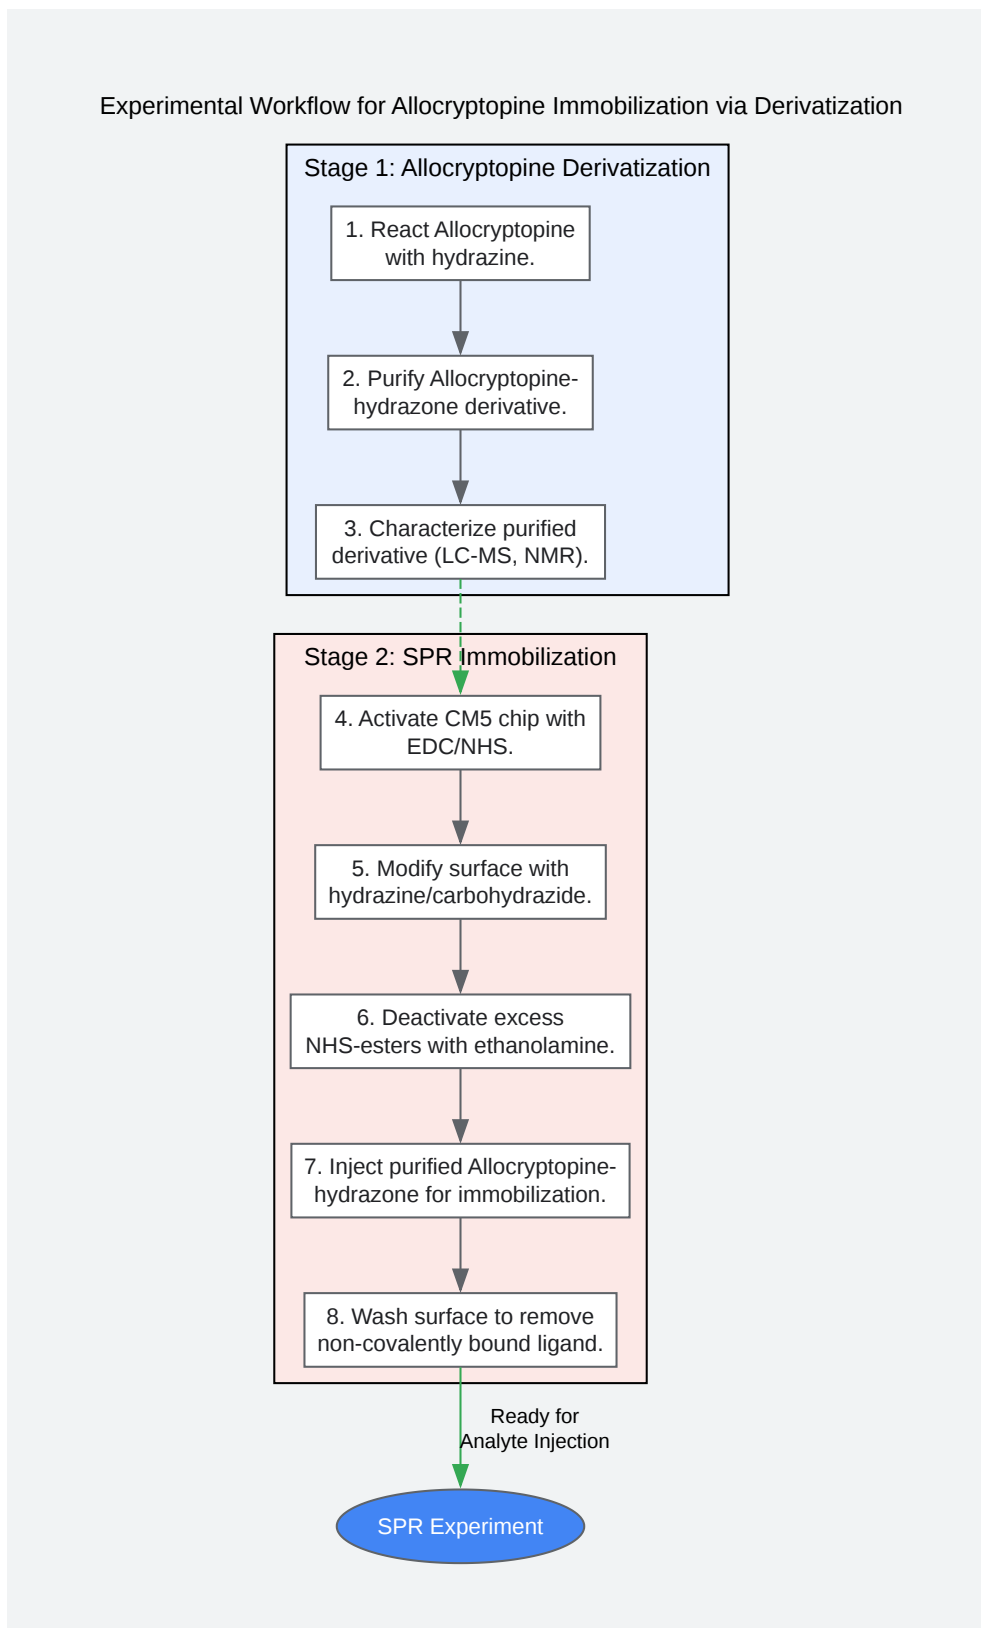 Experimental Workflow for Allocryptopine Immobilization via Derivatization
Stage 1: Allocryptopine Derivatization
1. React Allocryptopine
with hydrazine.
2. Purify Allocryptopine-
hydrazone derivative.
3. Characterize purified
derivative (LC-MS, NMR).
Stage 2: SPR Immobilization
4. Activate CM5 chip with
EDC/NHS.
5. Modify surface with
hydrazine/carbohydrazide.
6. Deactivate excess
NHS-esters with ethanolamine.
7. Inject purified Allocryptopine-
hydrazone for immobilization.
8. Wash surface to remove
non-covalently bound ligand.
Ready for
Analyte Injection
SPR Experiment